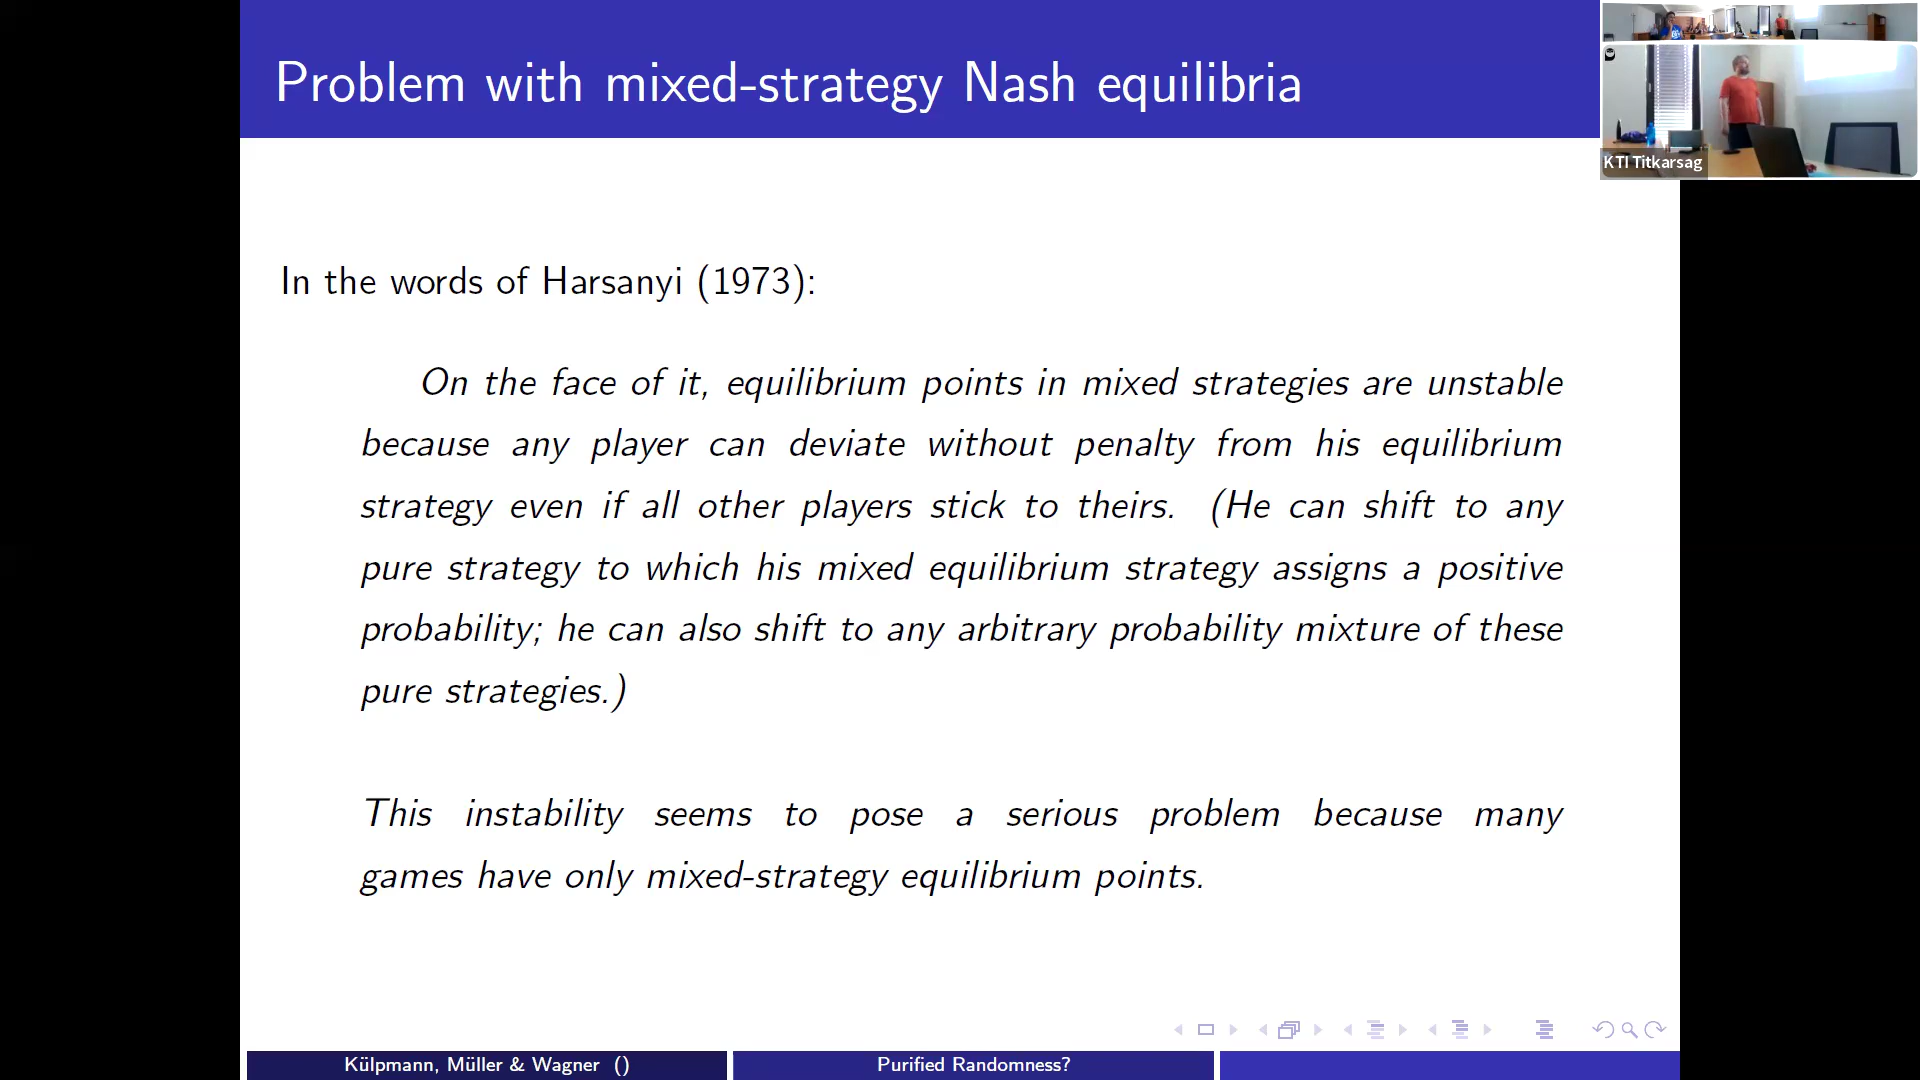 Problem with mixed-strategy Nash equilibria
KTI Titkarsag
In the words of Harsanyi (1973):
On the face of it, equilibrium points in mixed strategies are unstable
because any player can deviate without penalty from his equilibrium
strategy even if all other players stick to theirs. (He can shift to any
pure strategy to which his mixed equilibrium strategy assigns a positive
probability; he can also shift to any arbitrary probability mixture of these
pure strategies.)
This instability seems to pose a serious problem because many
games have only mixed-strategy equilibrium points.
Külpmann, Müller & Wagner ()
Purified Randomness?